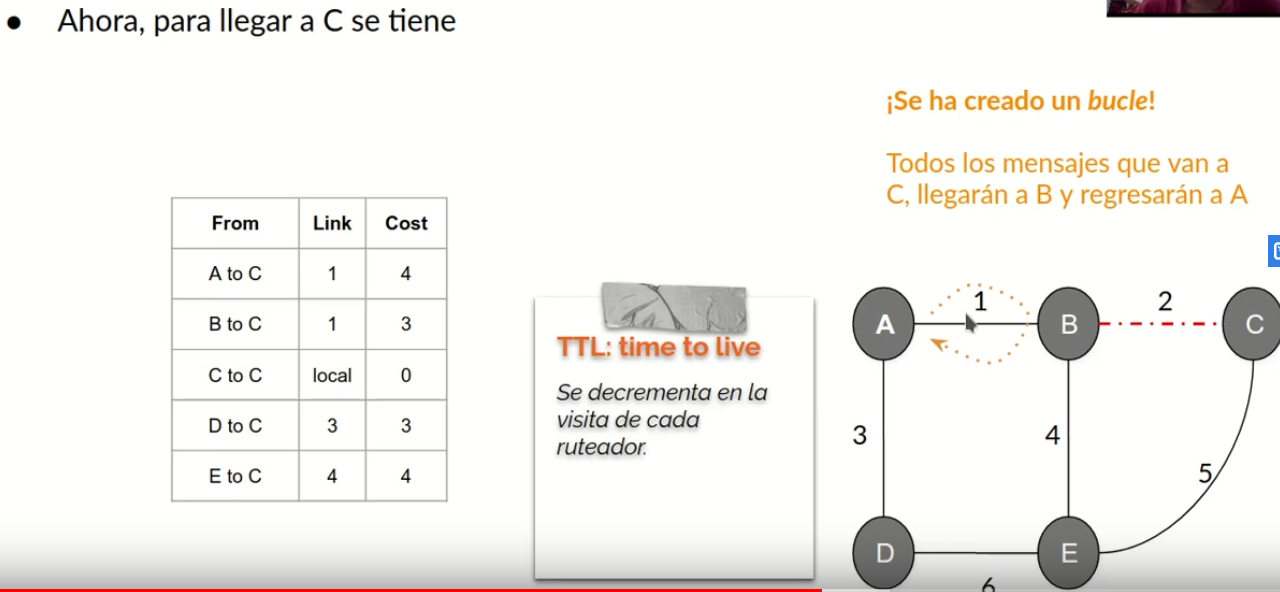 ● Ahora, para llegar a C se tiene
¡Se ha creado un bucle!
Todos los mensajes que van a
C, llegarán a B y regresarán a A
From Link Cost
A to C 1 4
B to C 1 3
C to C local 0
D to C 3 3
E to C 4 4
TTL: time to live
Se decrementa en la
visita de cada
ruteador.
1 2
A B C
3 4 5
D E
6